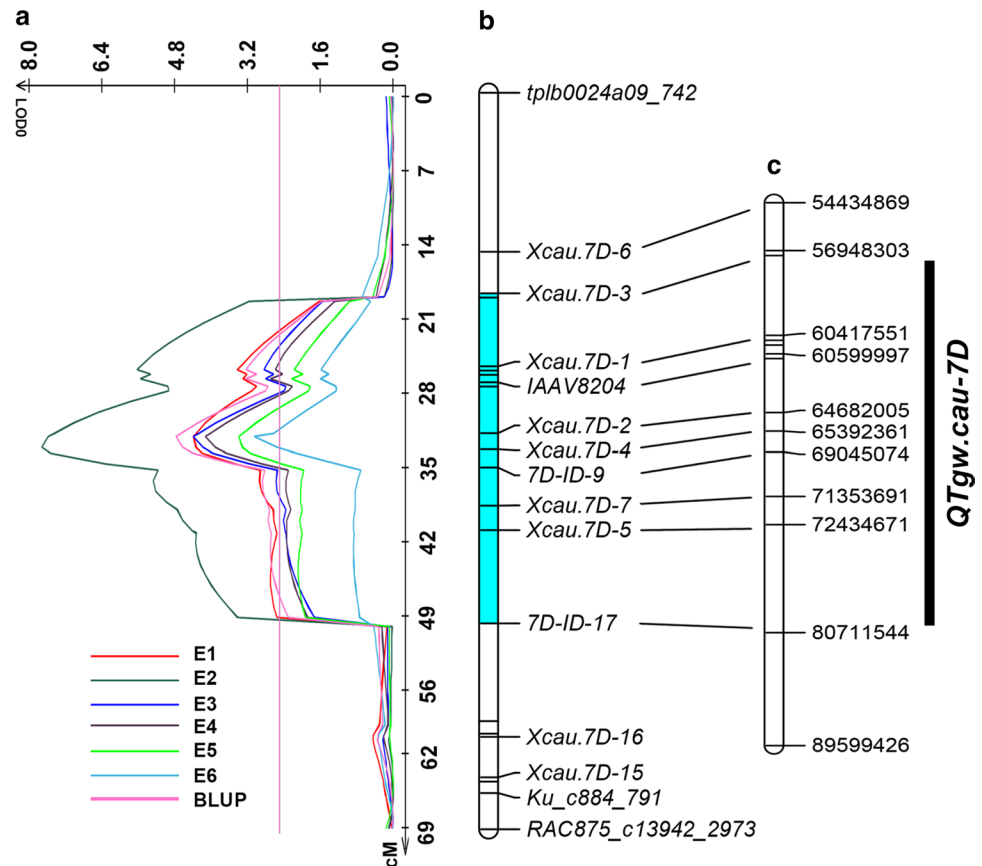 a
8.0
6.4
4.8
3.2
1.6
0.0
LOD0
0
7
14
21
28
35
42
49
56
62
69
cM
E1
E2
E3
E4
E5
E6
BLUP
b
tplb0024a09_742
Xcau.7D-6
Xcau.7D-3
Xcau.7D-1
IAAV8204
Xcau.7D-2
Xcau.7D-4
7D-ID-9
Xcau.7D-7
Xcau.7D-5
7D-ID-17
Xcau.7D-16
Xcau.7D-15
Ku_c884_791
RAC875_c13942_2973
c
54434869
56948303
60417551
60599997
64682005
65392361
69045074
71353691
72434671
80711544
89599426
QTgw.cau-7D